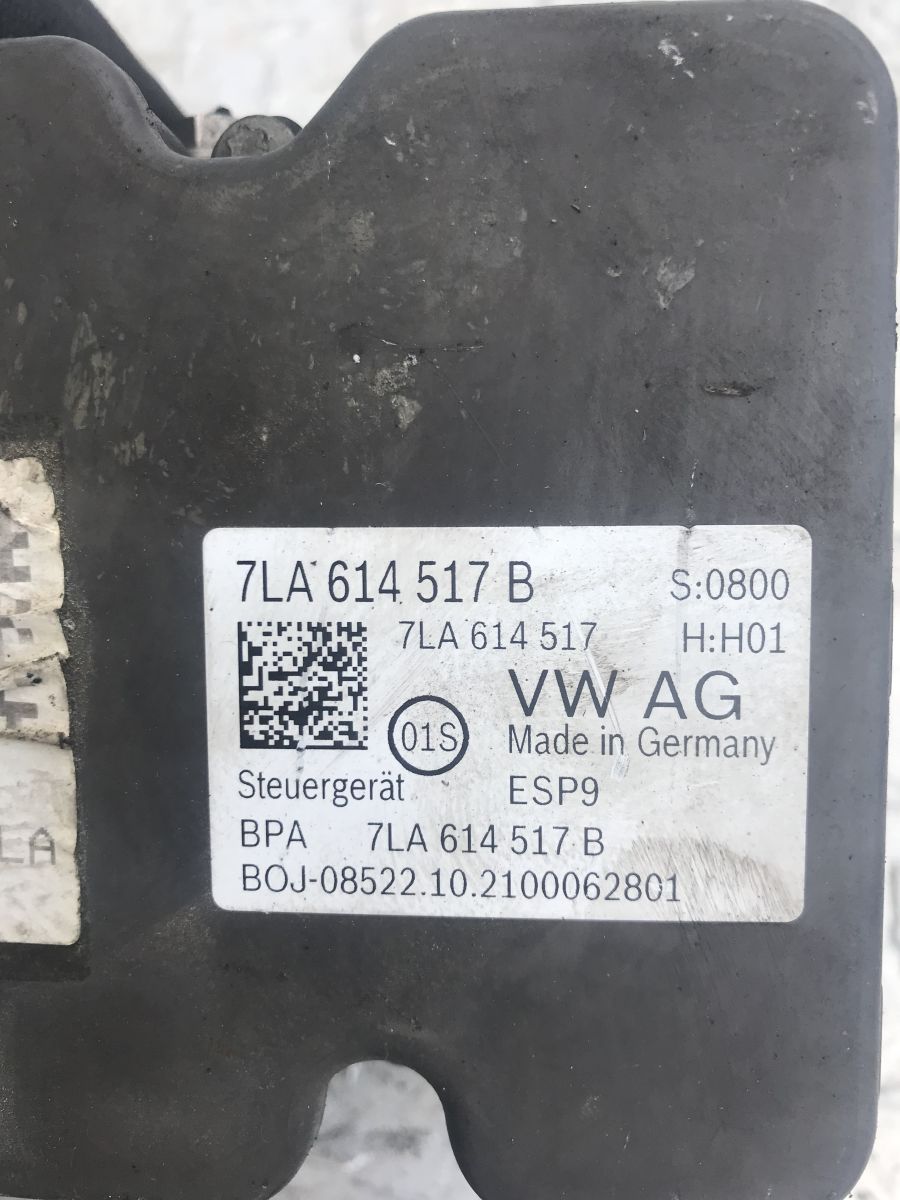 7LA 614 517 B S:0800
7LA 614 517 H:H01
VW AG
01S
Made in Germany
Steuergerät ESP9
BPA 7LA 614 517 B
BOJ-08522.10.2100062801
LA